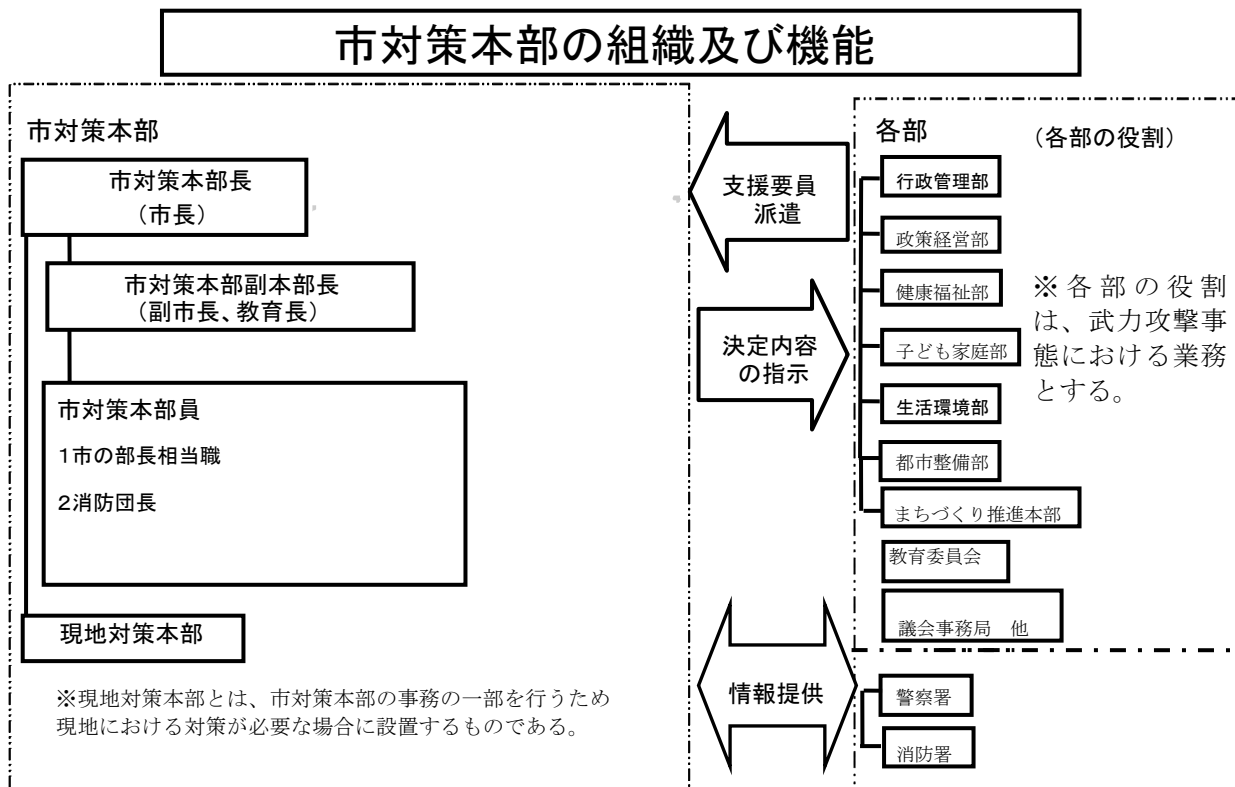 市対策本部の組織及び機能
市対策本部
市対策本部長
（市長）
市対策本部副本部長
（副市長、教育長）
市対策本部員
1市の部長相当職
2消防団長
現地対策本部
※現地対策本部とは、市対策本部の事務の一部を行うため
現地における対策が必要な場合に設置するものである。
支援要員
派遣
決定内容
の指示
情報提供
各部
（各部の役割）
行政管理部
政策経営部
健康福祉部
子ども家庭部
生活環境部
都市整備部
まちづくり推進本部
教育委員会
議会事務局　他
※各部の役割
は、武力攻撃事
態における業務
とする。
警察署
消防署